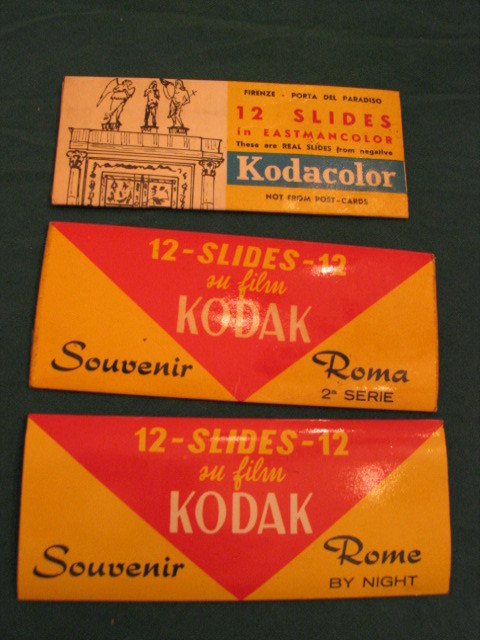 FIRENZE - PORTA DEL PARADISO
12 SLIDES
in EASTMANCOLOR
These are REAL SLIDES from negative
Kodacolor
NOT FROM POST-CARDS
12-SLIDES-12
su film
KODAK
Souvenir Roma
2a SERIE
12-SLIDES-12
su film
KODAK
Souvenir Rome
BY NIGHT